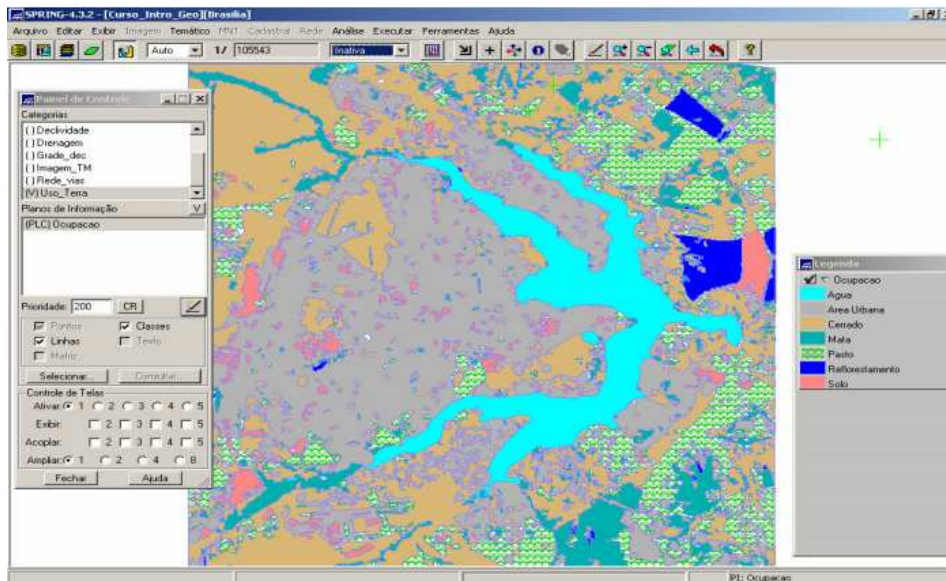 SPRING-4.3.2 - [Curso_Intro_Geo][Brasilia]
Arquivo Editar Exibir Imagem Temático MNT Cadastral Rede Análise Executar Ferramentas Ajuda
Auto 1/ 105543 Inativa
Painel de Controle
Categorias
( ) Declividade
( ) Drenagem
( ) Grade_dec
( ) Imagem_TM
( ) Rede_vias
(V) Uso_Terra
Planos de Informação V
(PLC) Ocupacao
Prioridade: 200 CR
Pontos Classes
Linhas Texto
Matriz
Selecionar... Consultar...
Controle de Telas
Ativar: 1 2 3 4 5
Exibir: 2 3 4 5
Acoplar: 2 3 4 5
Ampliar: 1 2 4 8
Fechar Ajuda
Legenda
Ocupacao
Agua
Area Urbana
Cerrado
Mata
Pasto
Reflorestamento
Solo
PI: Ocupacao